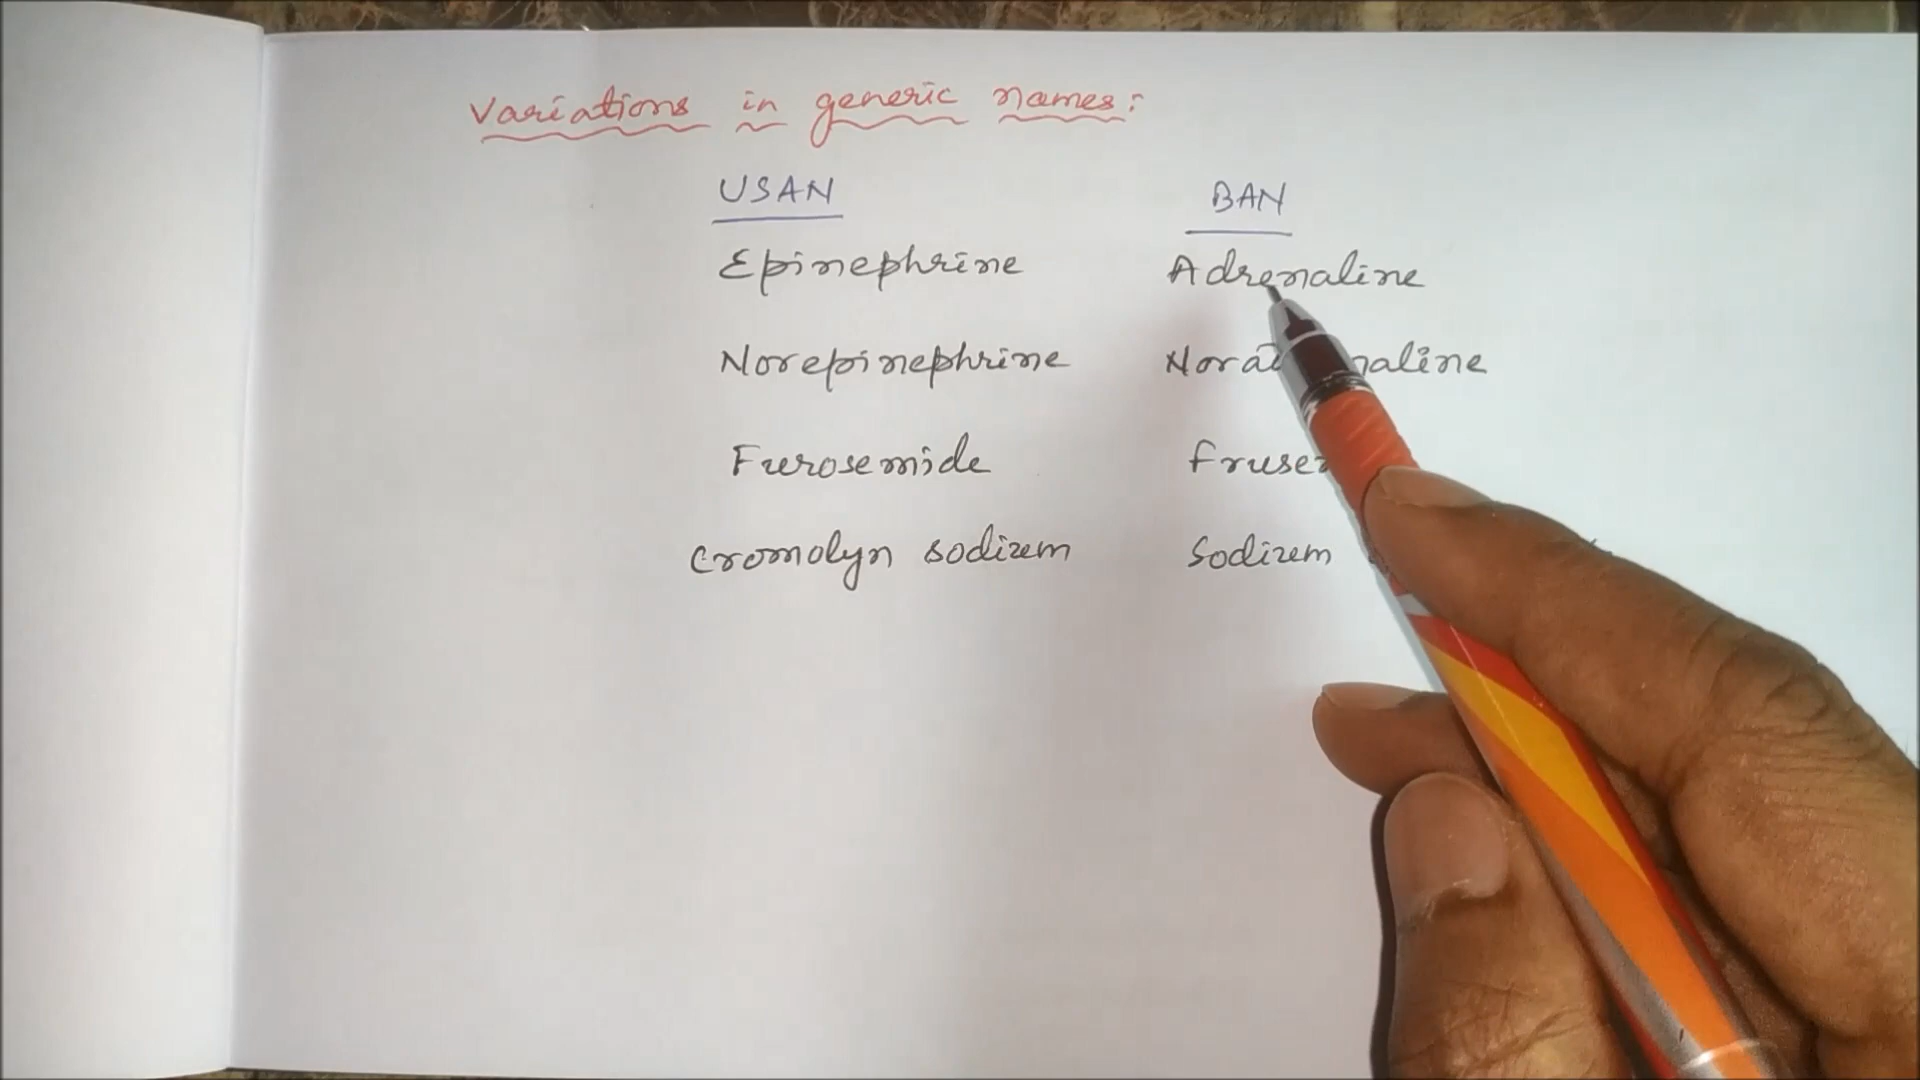 Variations in generic names:
USAN BAN
Epinephrine Adrenaline
Norepinephrine
Furosemide
Cromolyn sodium Sodium